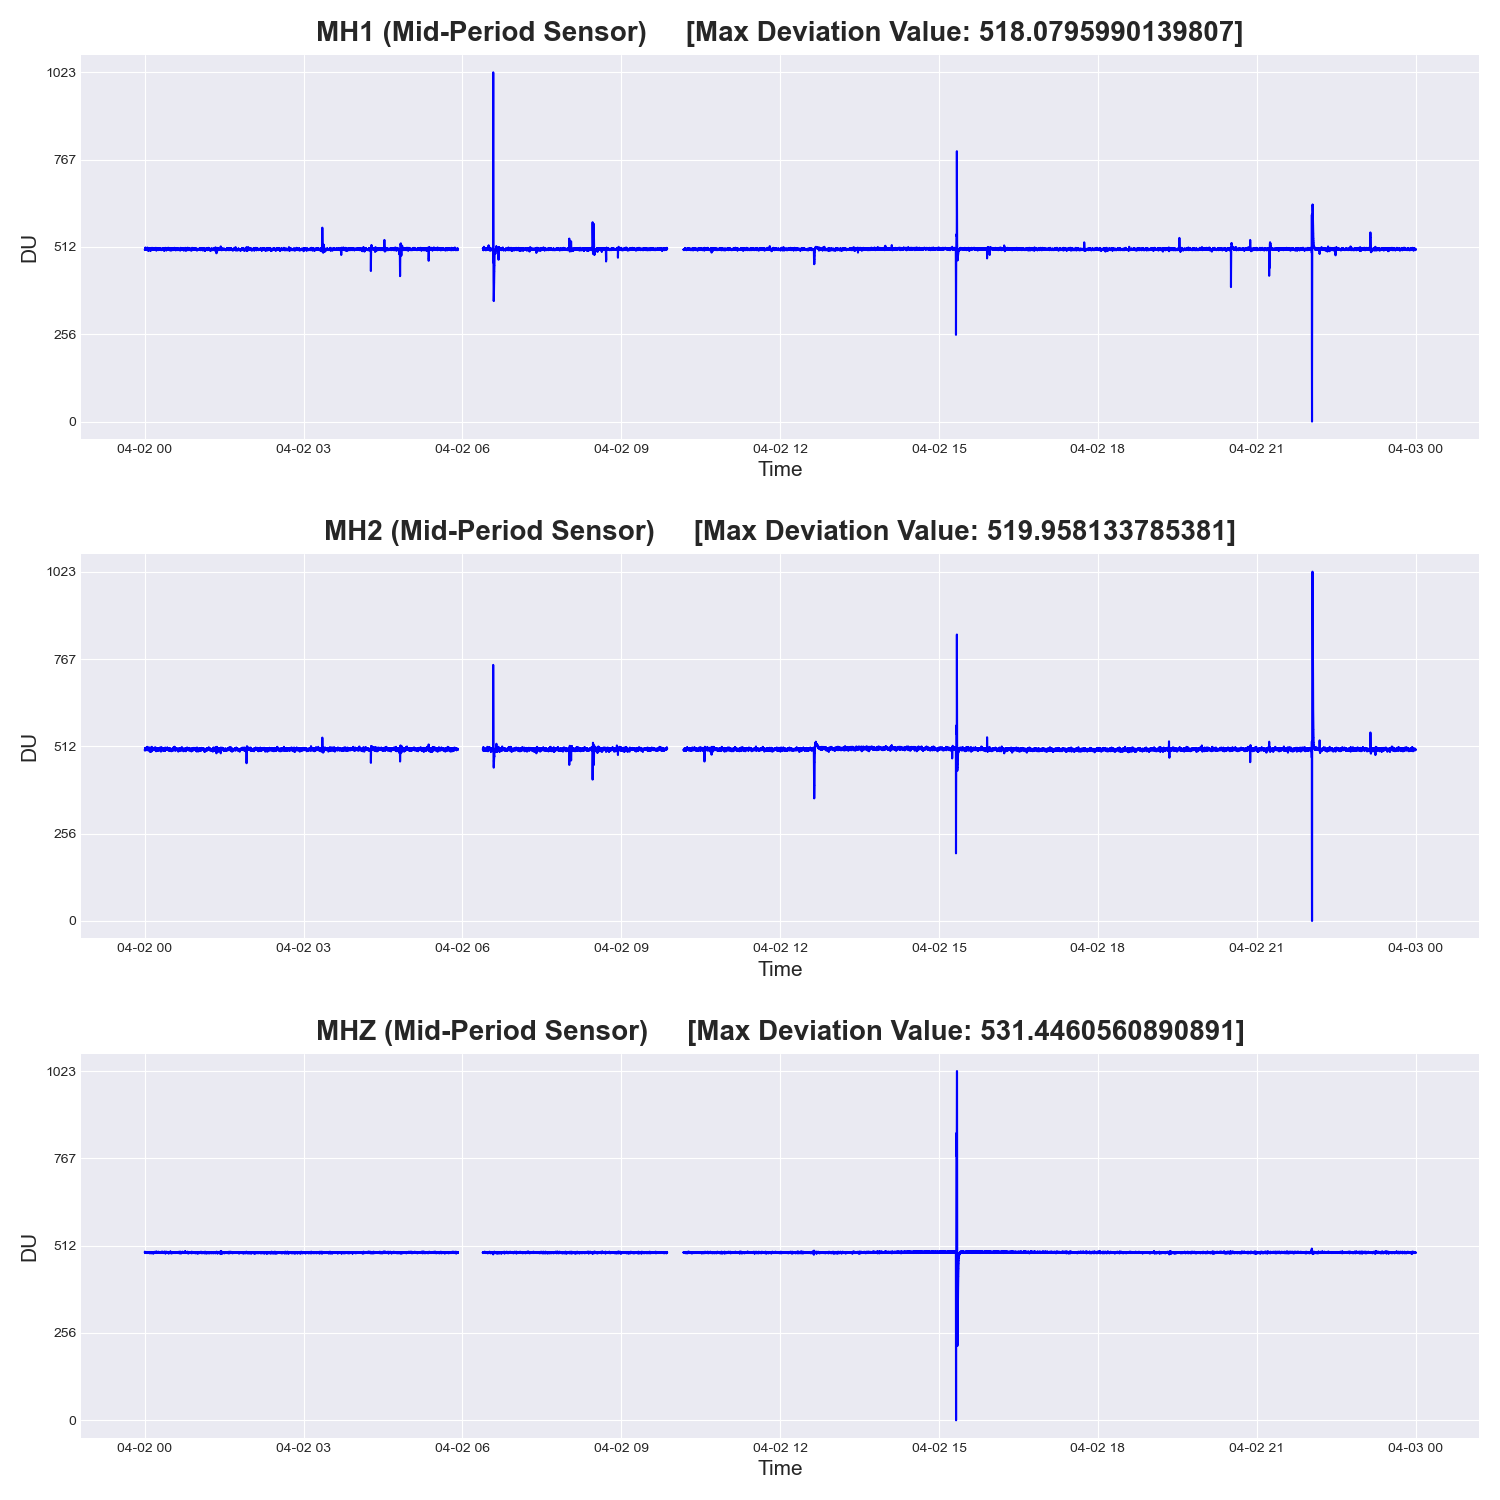 MH1 (Mid-Period Sensor) [Max Deviation Value: 518.0795990139807]
1023
767
512
256
0
DU
04-02 00 04-02 03 04-02 06 04-02 09 04-02 12 04-02 15 04-02 18 04-02 21 04-03 00
Time
MH2 (Mid-Period Sensor) [Max Deviation Value: 519.958133785381]
1023
767
512
256
0
DU
04-02 00 04-02 03 04-02 06 04-02 09 04-02 12 04-02 15 04-02 18 04-02 21 04-03 00
Time
MHZ (Mid-Period Sensor) [Max Deviation Value: 531.4460560890891]
1023
767
512
256
0
DU
04-02 00 04-02 03 04-02 06 04-02 09 04-02 12 04-02 15 04-02 18 04-02 21 04-03 00
Time